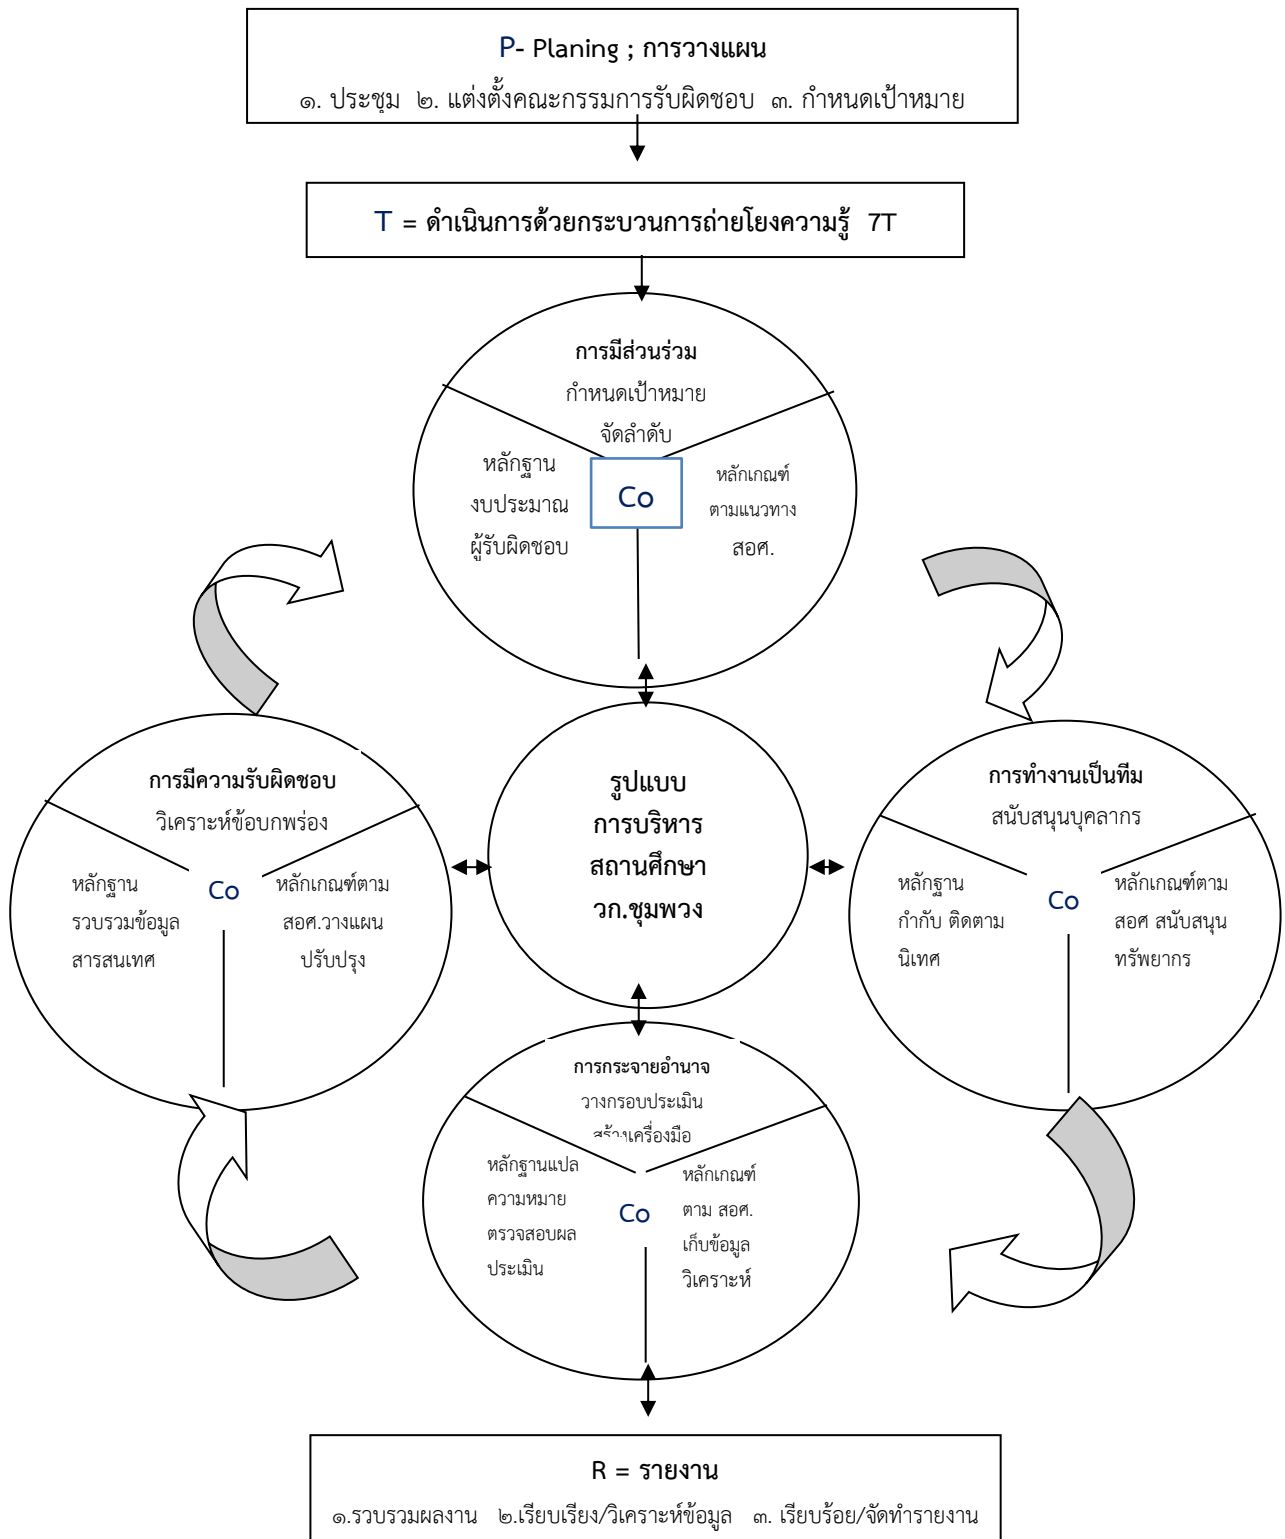 P- Planing ; การวางแผน
๑. ประชุม ๒. แต่งตั้งคณะกรรมการรับผิดชอบ ๓. กำหนดเป้าหมาย
T = ดำเนินการด้วยกระบวนการถ่ายโยงความรู้ 7T
การมีส่วนร่วม
กำหนดเป้าหมาย
จัดลำดับ
หลักฐาน
งบประมาณ
ผู้รับผิดชอบ
Co
หลักเกณฑ์
ตามแนวทาง
สอศ.
การมีความรับผิดชอบ
วิเคราะห์ข้อบกพร่อง
หลักฐาน
รวบรวมข้อมูล
สารสนเทศ
Co
หลักเกณฑ์ตาม
สอศ.วางแผน
ปรับปรุง
รูปแบบ
การบริหาร
สถานศึกษา
วก.ชุมพวง
การทำงานเป็นทีม
สนับสนุนบุคลากร
หลักฐาน
กำกับ ติดตาม
นิเทศ
Co
หลักเกณฑ์ตาม
สอศ สนับสนุน
ทรัพยากร
การกระจายอำนาจ
วางกรอบประเมิน
สร้างเครื่องมือ
หลักฐานแปล
ความหมาย
ตรวจสอบผล
ประเมิน
Co
หลักเกณฑ์
ตาม สอศ.
เก็บข้อมูล
วิเคราะห์
R = รายงาน
๑.รวบรวมผลงาน ๒.เรียบเรียง/วิเคราะห์ข้อมูล ๓. เรียบร้อย/จัดทำรายงาน